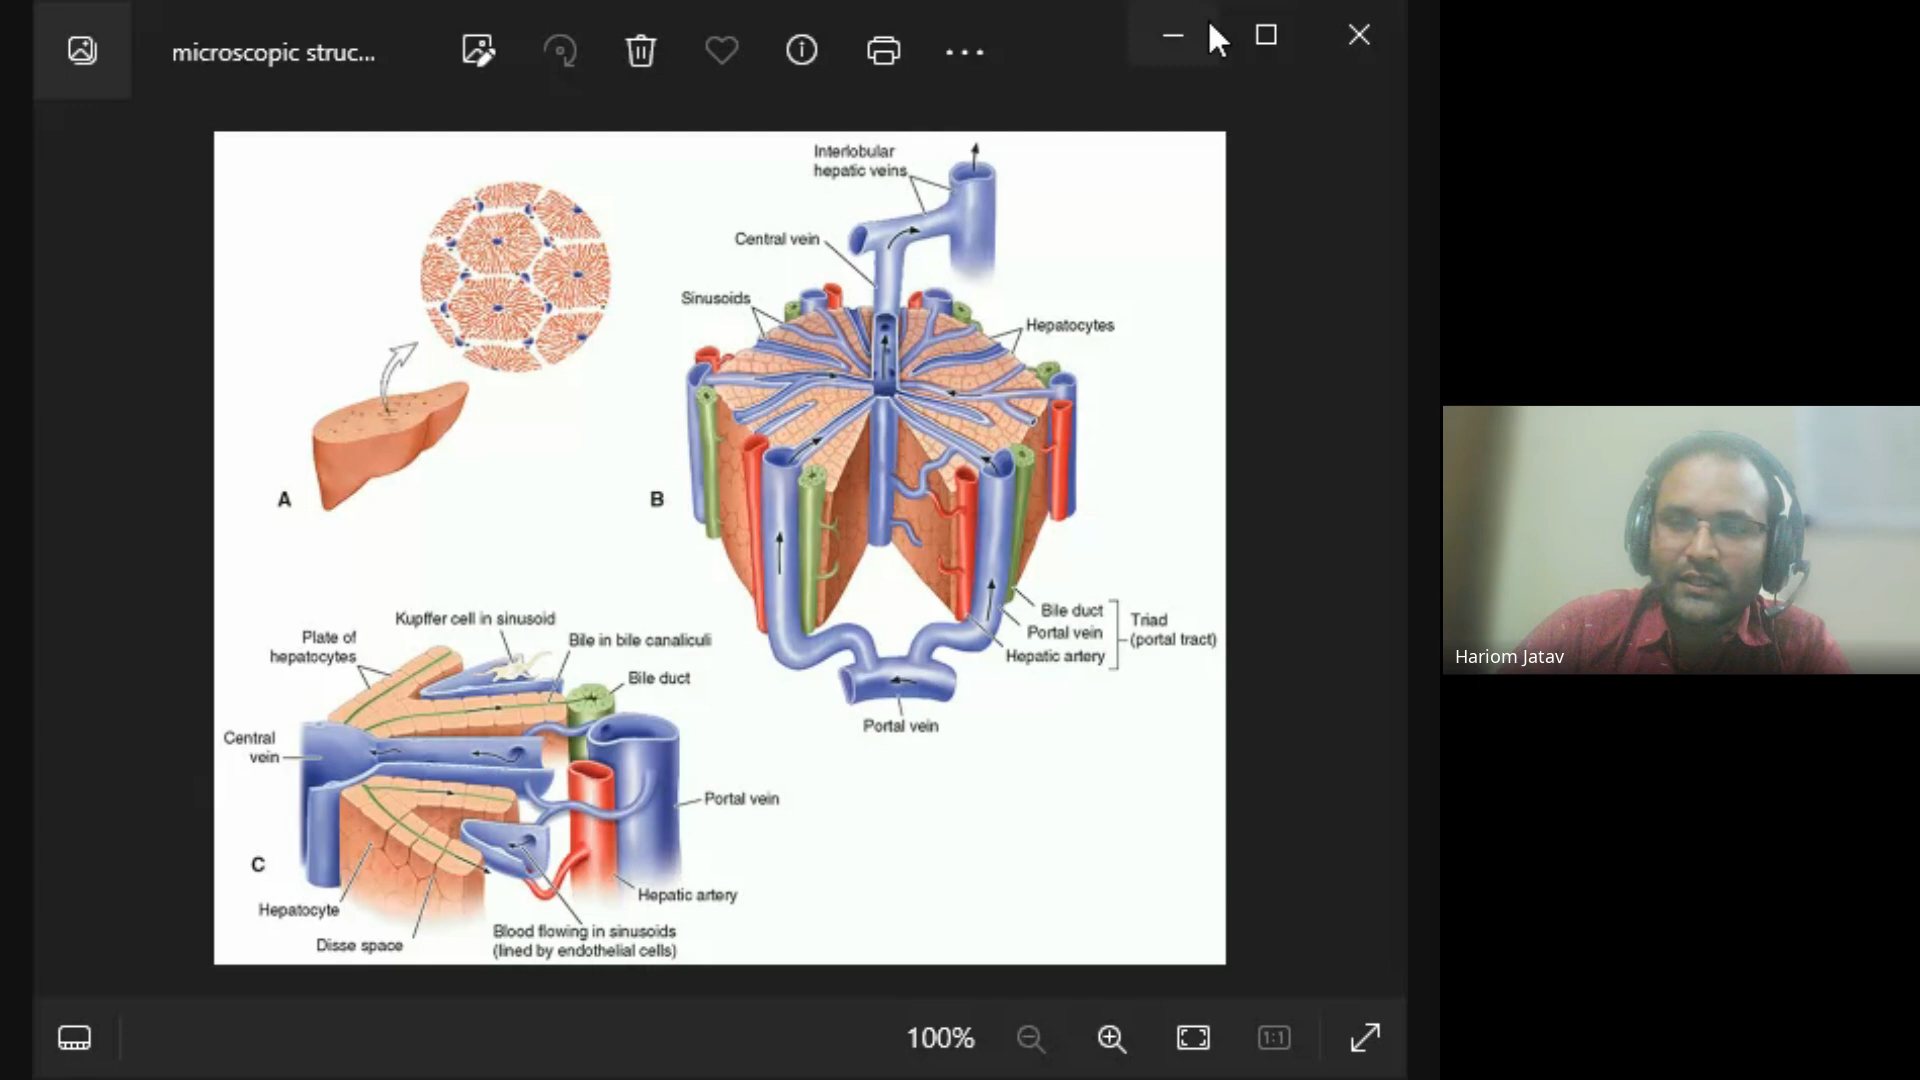 microscopic struc...
Interlobular
hepatic veins
Central vein
Sinusoids
Hepatocytes
A
B
Bile duct
Portal vein
Hepatic artery
Triad
(portal tract)
Portal vein
Kupffer cell in sinusoid
Plate of
hepatocytes
Bile in bile canaliculi
Bile duct
Central
vein
Portal vein
C
Hepatic artery
Hepatocyte
Disse space
Blood flowing in sinusoids
(lined by endothelial cells)
Hariom Jatav
100%
1:1